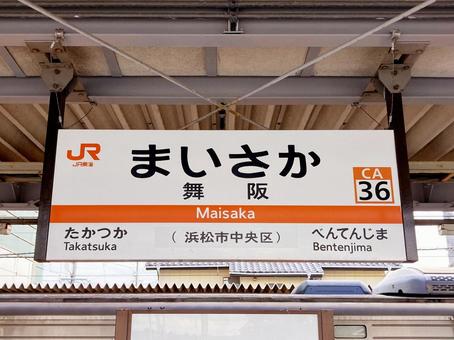 JR
JR東海
まいさか
舞阪
CA
36
Maisaka
たかつか
Takatsuka
(浜松市中央区)
べんてんじま
Bentenjima